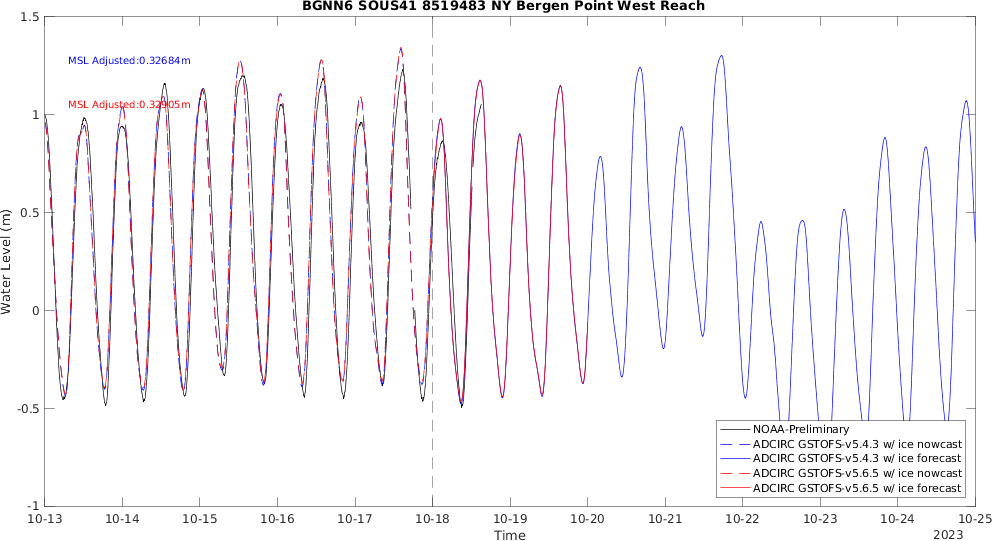 BGNN6 SOUS41 8519483 NY Bergen Point West Reach
1.5
MSL Adjusted:0.32684m
MSL Adjusted:0.32905m
1
0.5
0
-0.5
-1
Water Level (m)
NOAA-Preliminary
ADCIRC GSTOFS-v5.4.3 w/ ice nowcast
ADCIRC GSTOFS-v5.4.3 w/ ice forecast
ADCIRC GSTOFS-v5.6.5 w/ ice nowcast
ADCIRC GSTOFS-v5.6.5 w/ ice forecast
10-13 10-14 10-15 10-16 10-17 10-18 10-19 10-20 10-21 10-22 10-23 10-24 10-25
Time
2023